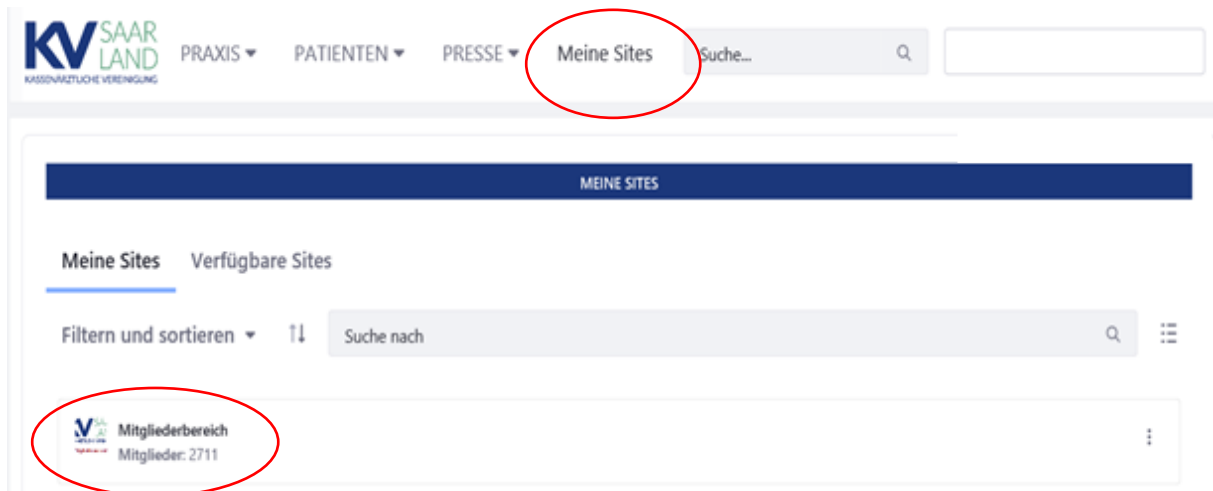 KV SAAR LAND
KASSENÄRZTLICHE VEREINIGUNG
PRAXIS PATIENTEN PRESSE Meine Sites Suche...
MEINE SITES
Meine Sites Verfügbare Sites
Filtern und sortieren Suche nach
Mitgliederbereich
Mitglieder: 2711